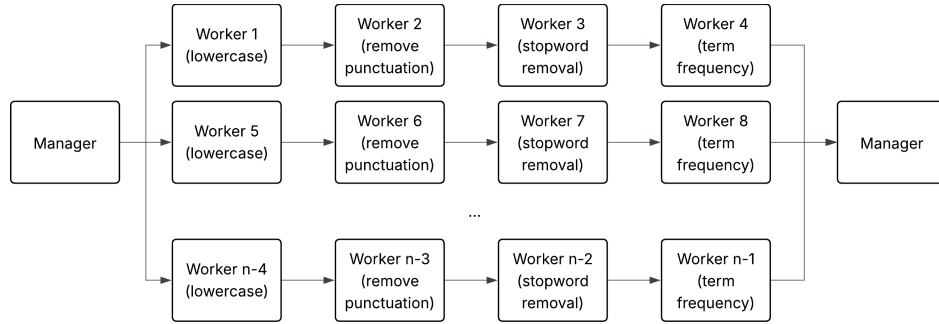 Worker 1
(lowercase)
Worker 2
(remove
punctuation)
Worker 3
(stopword
removal)
Worker 4
(term
frequency)
Manager
Worker 5
(lowercase)
Worker 6
(remove
punctuation)
Worker 7
(stopword
removal)
Worker 8
(term
frequency)
Manager
...
Worker n-4
(lowercase)
Worker n-3
(remove
punctuation)
Worker n-2
(stopword
removal)
Worker n-1
(term
frequency)